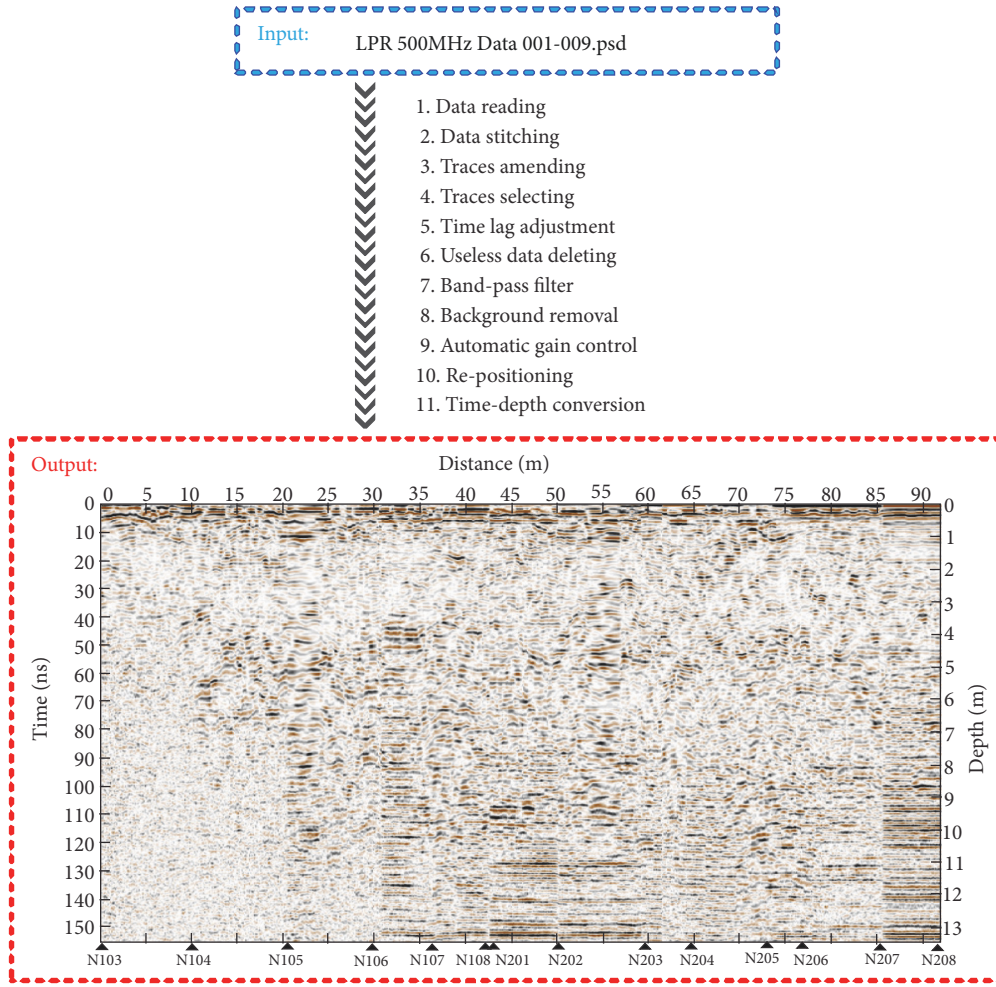 Input:
LPR 500MHz Data 001-009.psd
1. Data reading
2. Data stitching
3. Traces amending
4. Traces selecting
5. Time lag adjustment
6. Useless data deleting
7. Band-pass filter
8. Background removal
9. Automatic gain control
10. Re-positioning
11. Time-depth conversion
Output:
Distance (m)
0 5 10 15 20 25 30 35 40 45 50 55 60 65 70 75 80 85 90
Time (ns)
0
10
20
30
40
50
60
70
80
90
100
110
120
130
140
150
0
1
2
3
4
5
6
7
8
9
10
11
12
13
Depth (m)
N103 N104 N105 N106 N107 N108 N201 N202 N203 N204 N205 N206 N207 N208